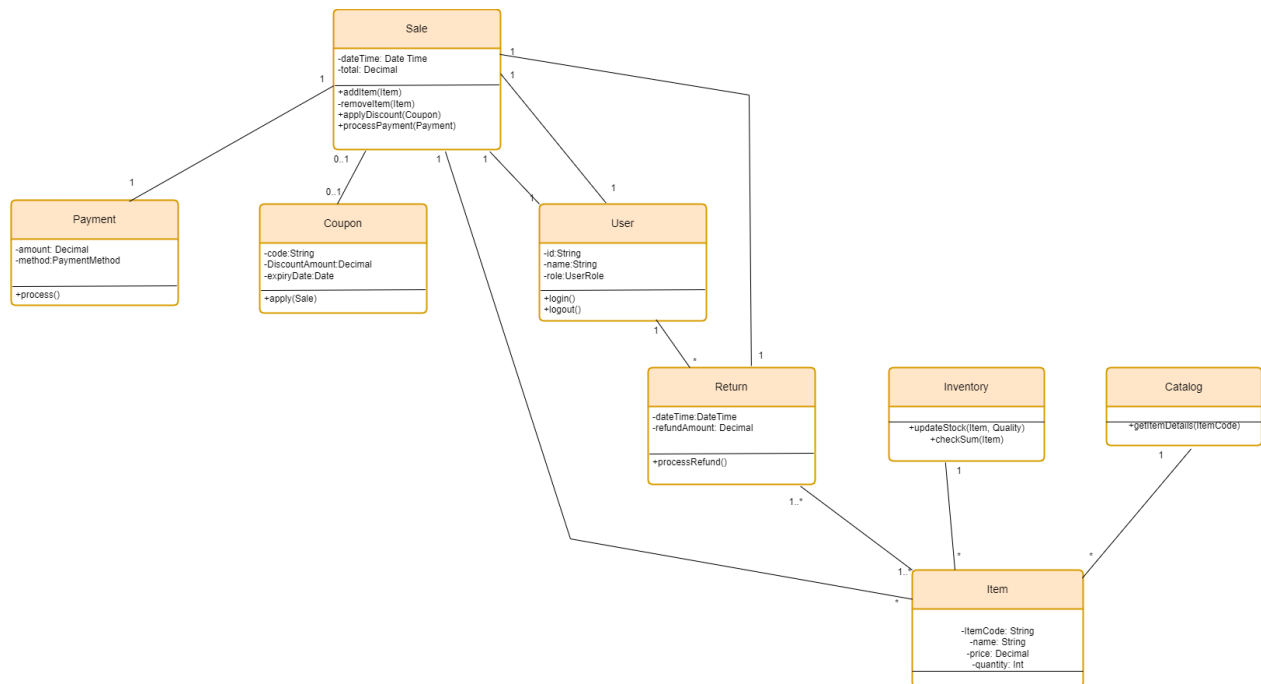 Sale
-dateTime: Date Time
-total: Decimal
+addItem(Item)
-removeItem(Item)
+applyDiscount(Coupon)
+processPayment(Payment)
1
1
1
1
0..1
1
1
0..1
1
1
1
Payment
-amount: Decimal
-method:PaymentMethod
+process()
Coupon
-code:String
-DiscountAmount:Decimal
-expiryDate:Date
+apply(Sale)
User
-id:String
-name:String
-role:UserRole
+login()
+logout()
1
*
1
Return
-dateTime:DateTime
-refundAmount: Decimal
+processRefund()
Inventory
+updateStock(Item, Quality)
+checkSum(Item)
Catalog
+getItemDetails(ItemCode)
1
1
1..*
*
*
1..*
*
Item
-ItemCode: String
-name: String
-price: Decimal
-quantity: Int